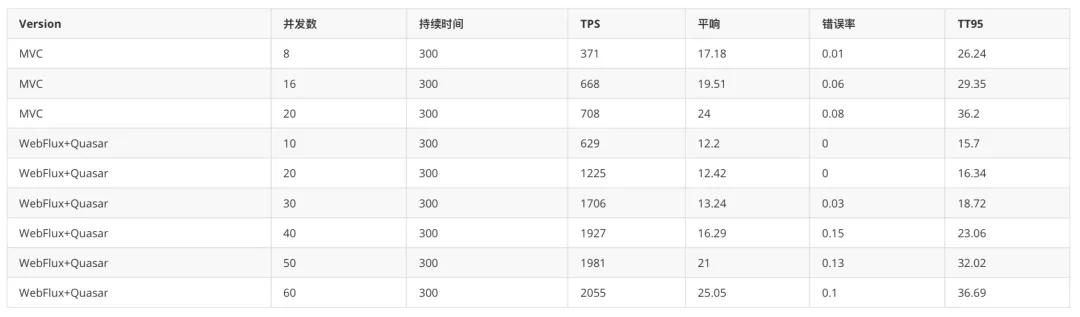 Version 并发数 持续时间 TPS 平响 错误率 TT95
MVC 8 300 371 17.18 0.01 26.24
MVC 16 300 668 19.51 0.06 29.35
MVC 20 300 708 24 0.08 36.2
WebFlux+Quasar 10 300 629 12.2 0 15.7
WebFlux+Quasar 20 300 1225 12.42 0 16.34
WebFlux+Quasar 30 300 1706 13.24 0.03 18.72
WebFlux+Quasar 40 300 1927 16.29 0.15 23.06
WebFlux+Quasar 50 300 1981 21 0.13 32.02
WebFlux+Quasar 60 300 2055 25.05 0.1 36.69